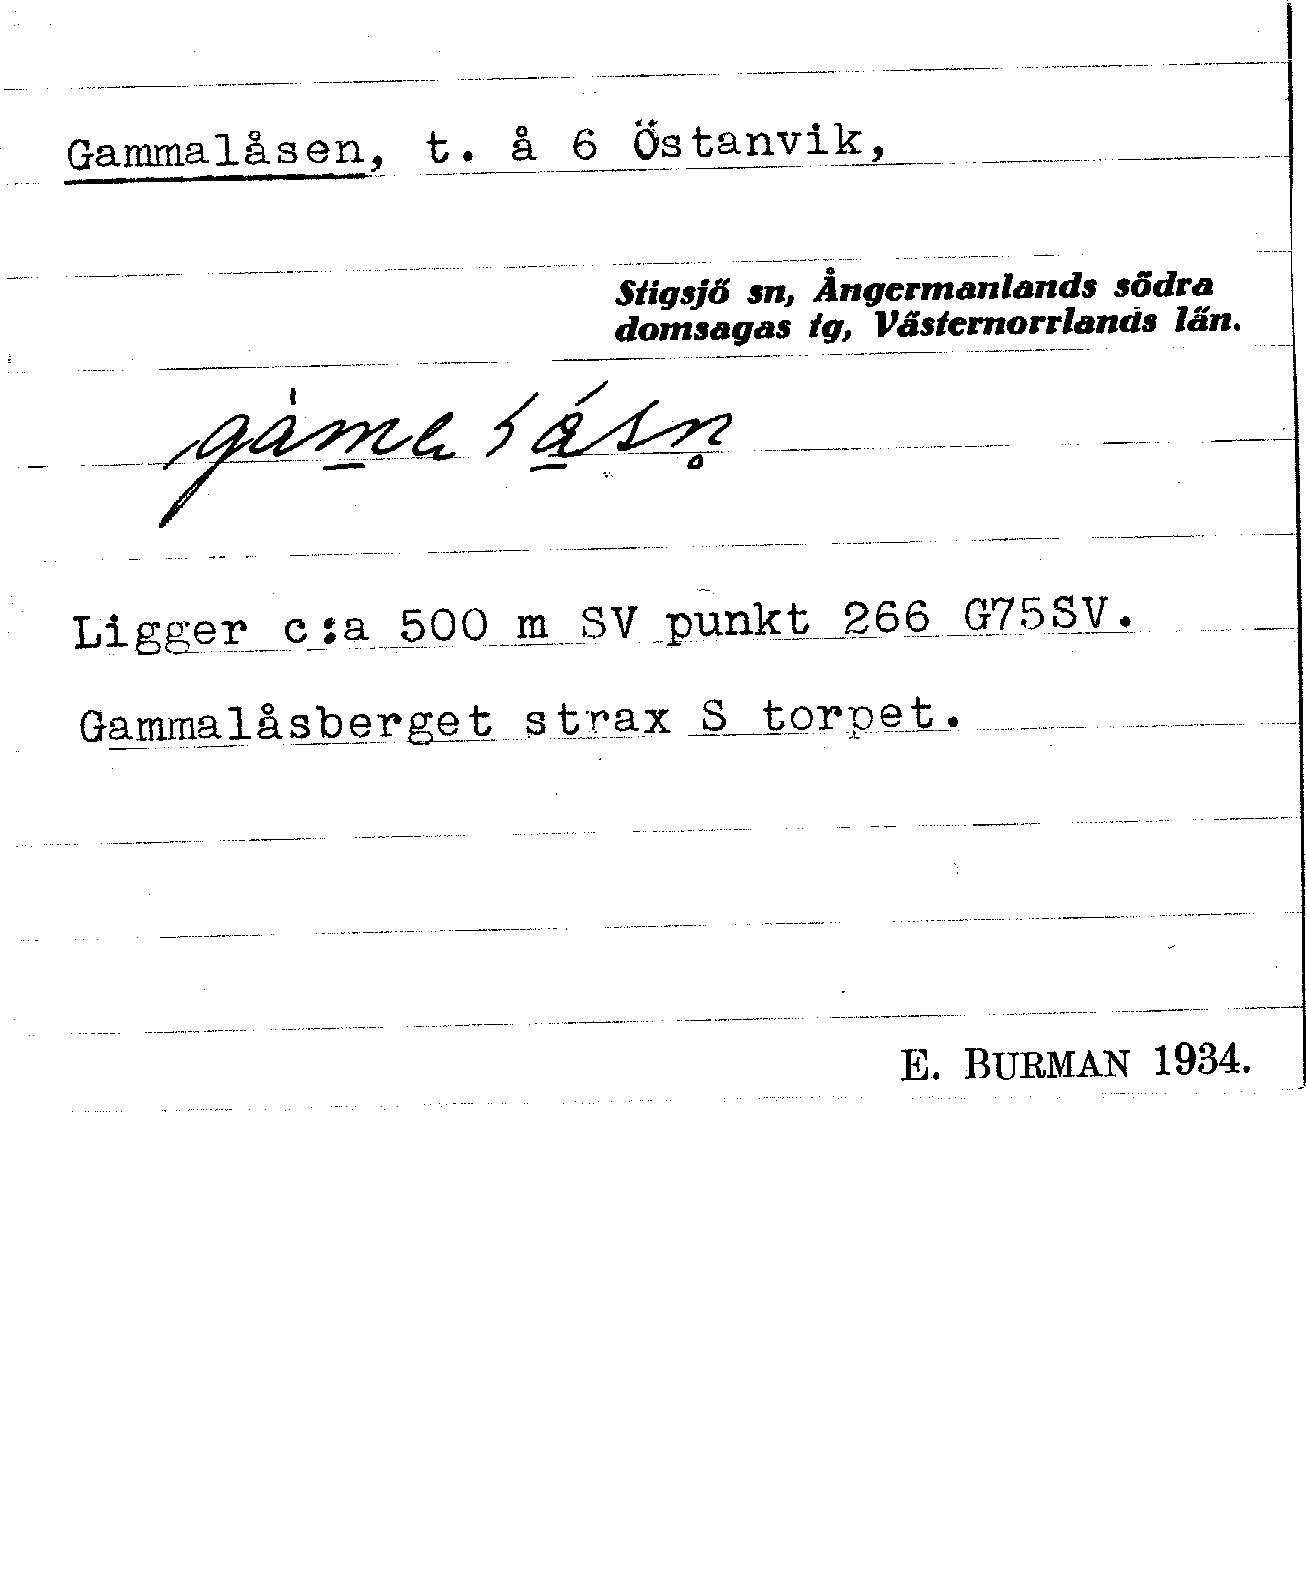 Gammalåsen, t. å 6 Östanvik,
Stigsjö sn, Ångermanlands södra
domsagas tg, Västernorrlands län.
Ligger c:a 500 m SV punkt 266 G75SV.
Gammalåsberget strax S torpet.
E. BURMAN 1934.